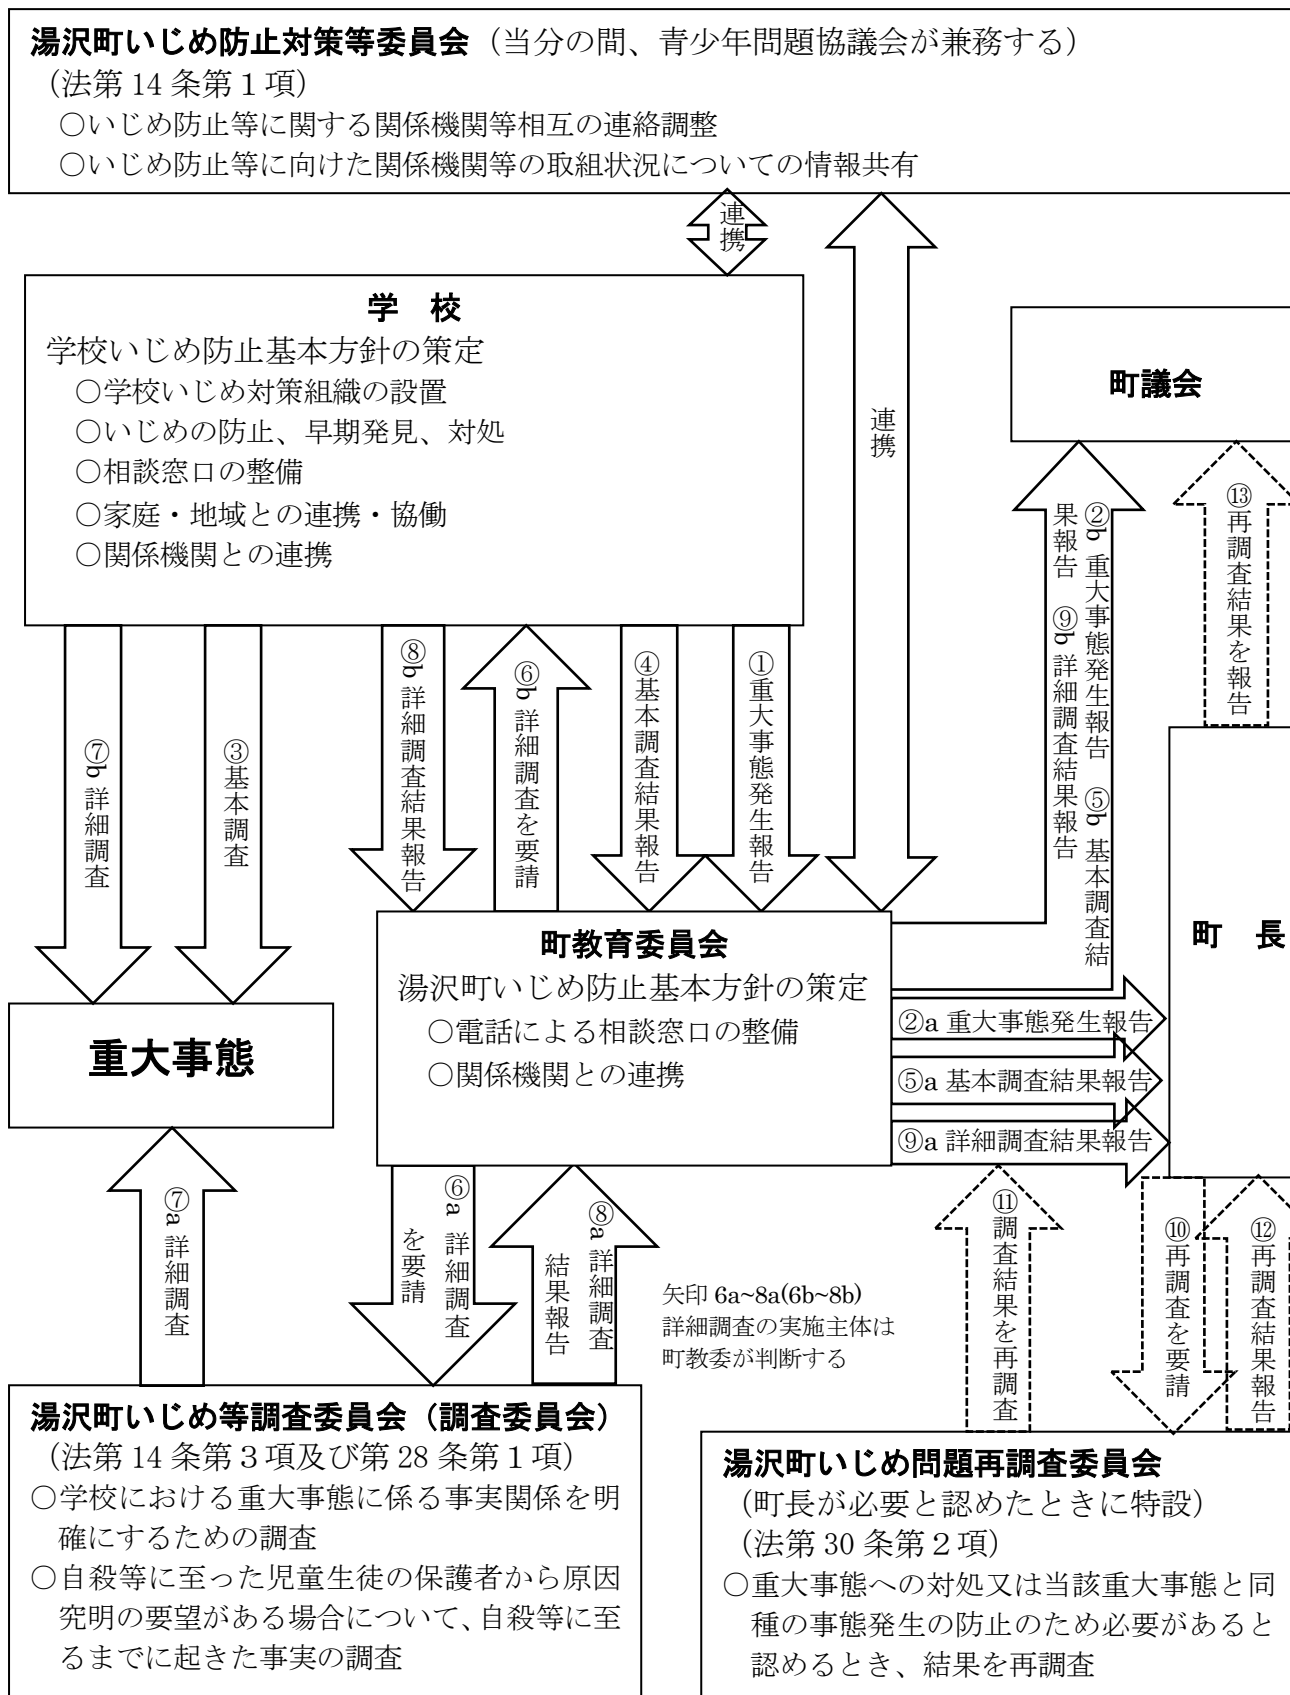 湯沢町いじめ防止対策等委員会（当分の間、青少年問題協議会が兼務する）
（法第 14 条第１項）
○いじめ防止等に関する関係機関等相互の連絡調整
○いじめ防止等に向けた関係機関等の取組状況についての情報共有
連携
連携
学　校
学校いじめ防止基本方針の策定
○学校いじめ対策組織の設置
○いじめの防止、早期発見、対処
○相談窓口の整備
○家庭・地域との連携・協働
○関係機関との連携
町議会
⑦b 詳細調査
③基本調査
⑧b 詳細調査結果報告
⑥b 詳細調査を要請
④基本調査結果報告
①重大事態発生報告
②b 重大事態発生報告　⑤b 基本調査結
果報告　⑨b 詳細調査結果報告
⑬再調査結果を報告
町　長
重大事態
町教育委員会
湯沢町いじめ防止基本方針の策定
○電話による相談窓口の整備
○関係機関との連携
②a 重大事態発生報告
⑤a 基本調査結果報告
⑨a 詳細調査結果報告
⑦a 詳細調査
⑥a 詳細調査
を要請
⑧a 詳細調査
結果報告
矢印 6a~8a(6b~8b)
詳細調査の実施主体は
町教委が判断する
⑪調査結果を再調査
⑩再調査を要請
⑫再調査結果報告
湯沢町いじめ等調査委員会（調査委員会）
（法第 14 条第３項及び第 28 条第１項）
○学校における重大事態に係る事実関係を明
確にするための調査
○自殺等に至った児童生徒の保護者から原因
究明の要望がある場合について、自殺等に至
るまでに起きた事実の調査
湯沢町いじめ問題再調査委員会
（町長が必要と認めたときに特設）
（法第 30 条第２項）
○重大事態への対処又は当該重大事態と同
種の事態発生の防止のため必要があると
認めるとき、結果を再調査